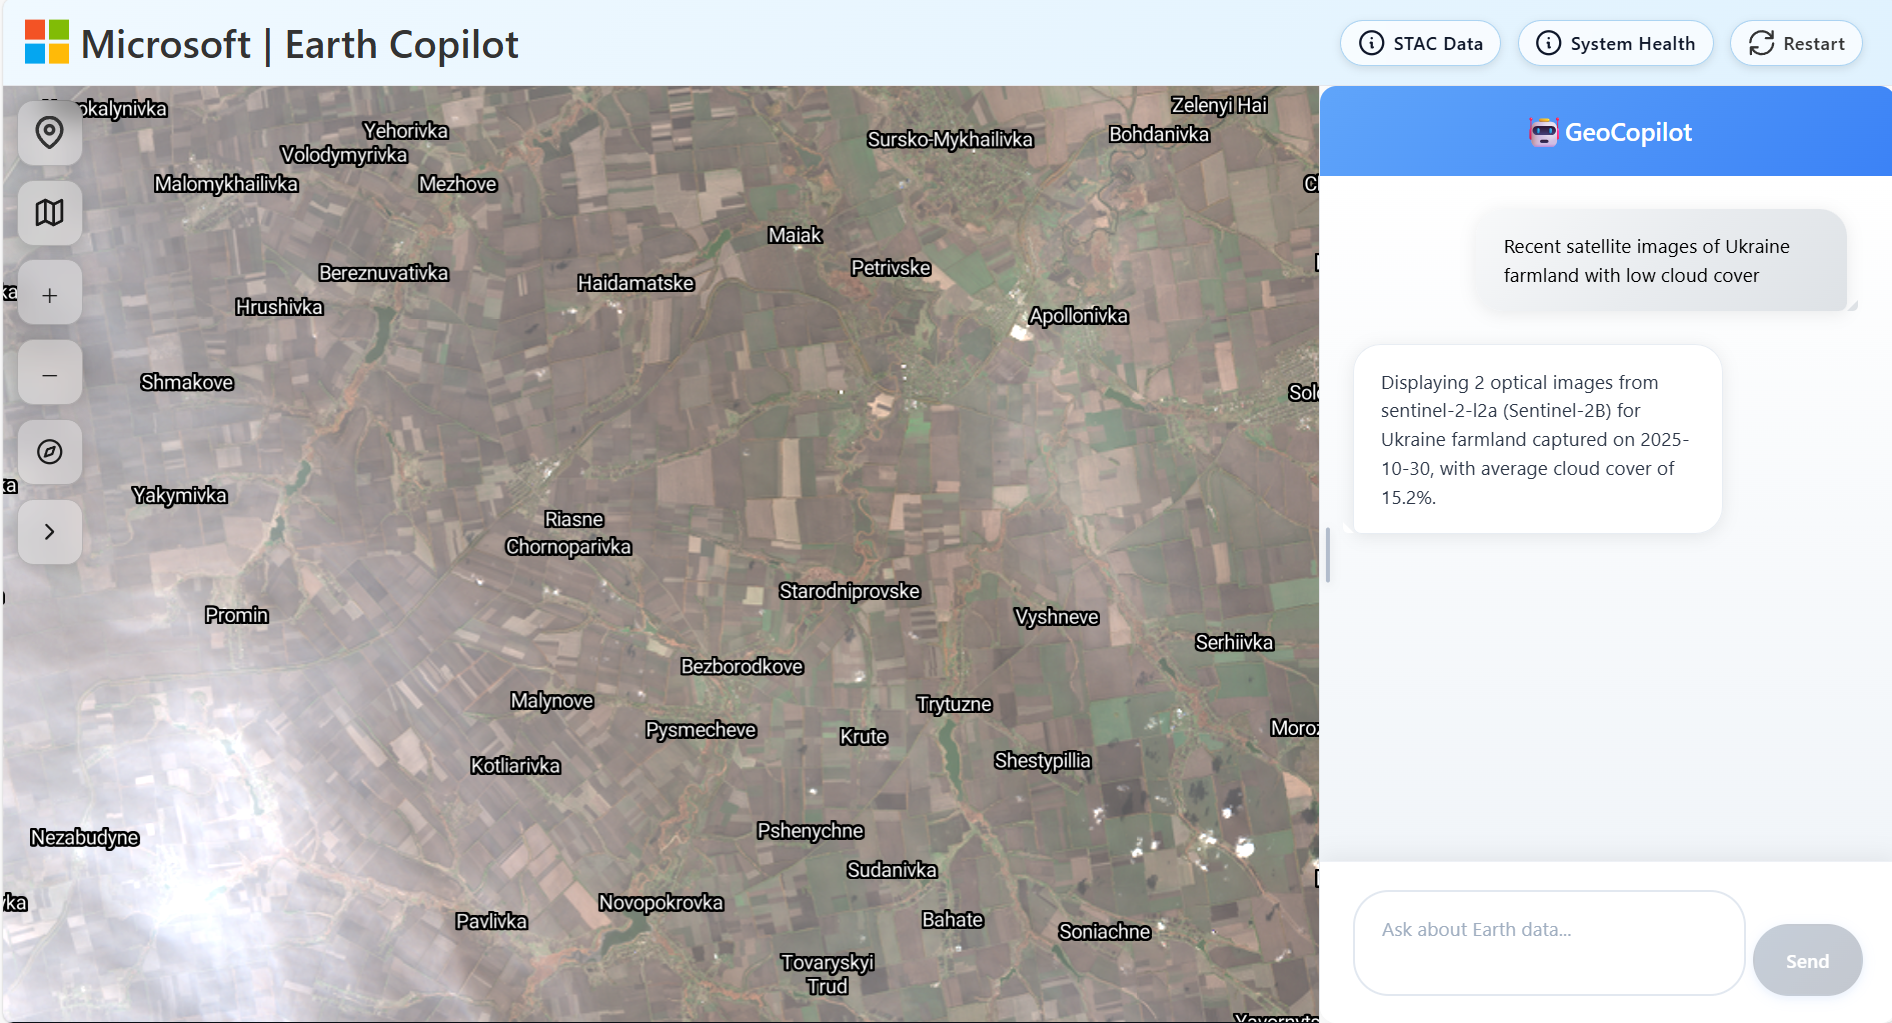 Microsoft | Earth Copilot
STAC Data
System Health
Restart
okalynivka
Yehorivka
Volodymyrivka
Malomykhailivka
Mezhove
Sursko-Mykhailivka
Zelenyi Hai
Bohdanivka
Maiak
Petrivske
Bereznuvativka
Haidamatske
Hrushivka
Apollonivka
Shmakove
Solo
Yakymivka
Riasne
Chornoparivka
Starodniprovske
Promin
Vyshneve
Serhiivka
Bezborodkove
Malynove
Trytuzne
Pysmecheve
Krute
Moroz
Kotliarivka
Shestypillia
Nezabudyne
Pshenychne
Sudanivka
vka
Novopokrovka
Pavlivka
Bahate
Soniachne
Tovaryskyi
Trud
GeoCopilot
Recent satellite images of Ukraine
farmland with low cloud cover
Displaying 2 optical images from
sentinel-2-l2a (Sentinel-2B) for
Ukraine farmland captured on 2025-
10-30, with average cloud cover of
15.2%.
Ask about Earth data...
Send